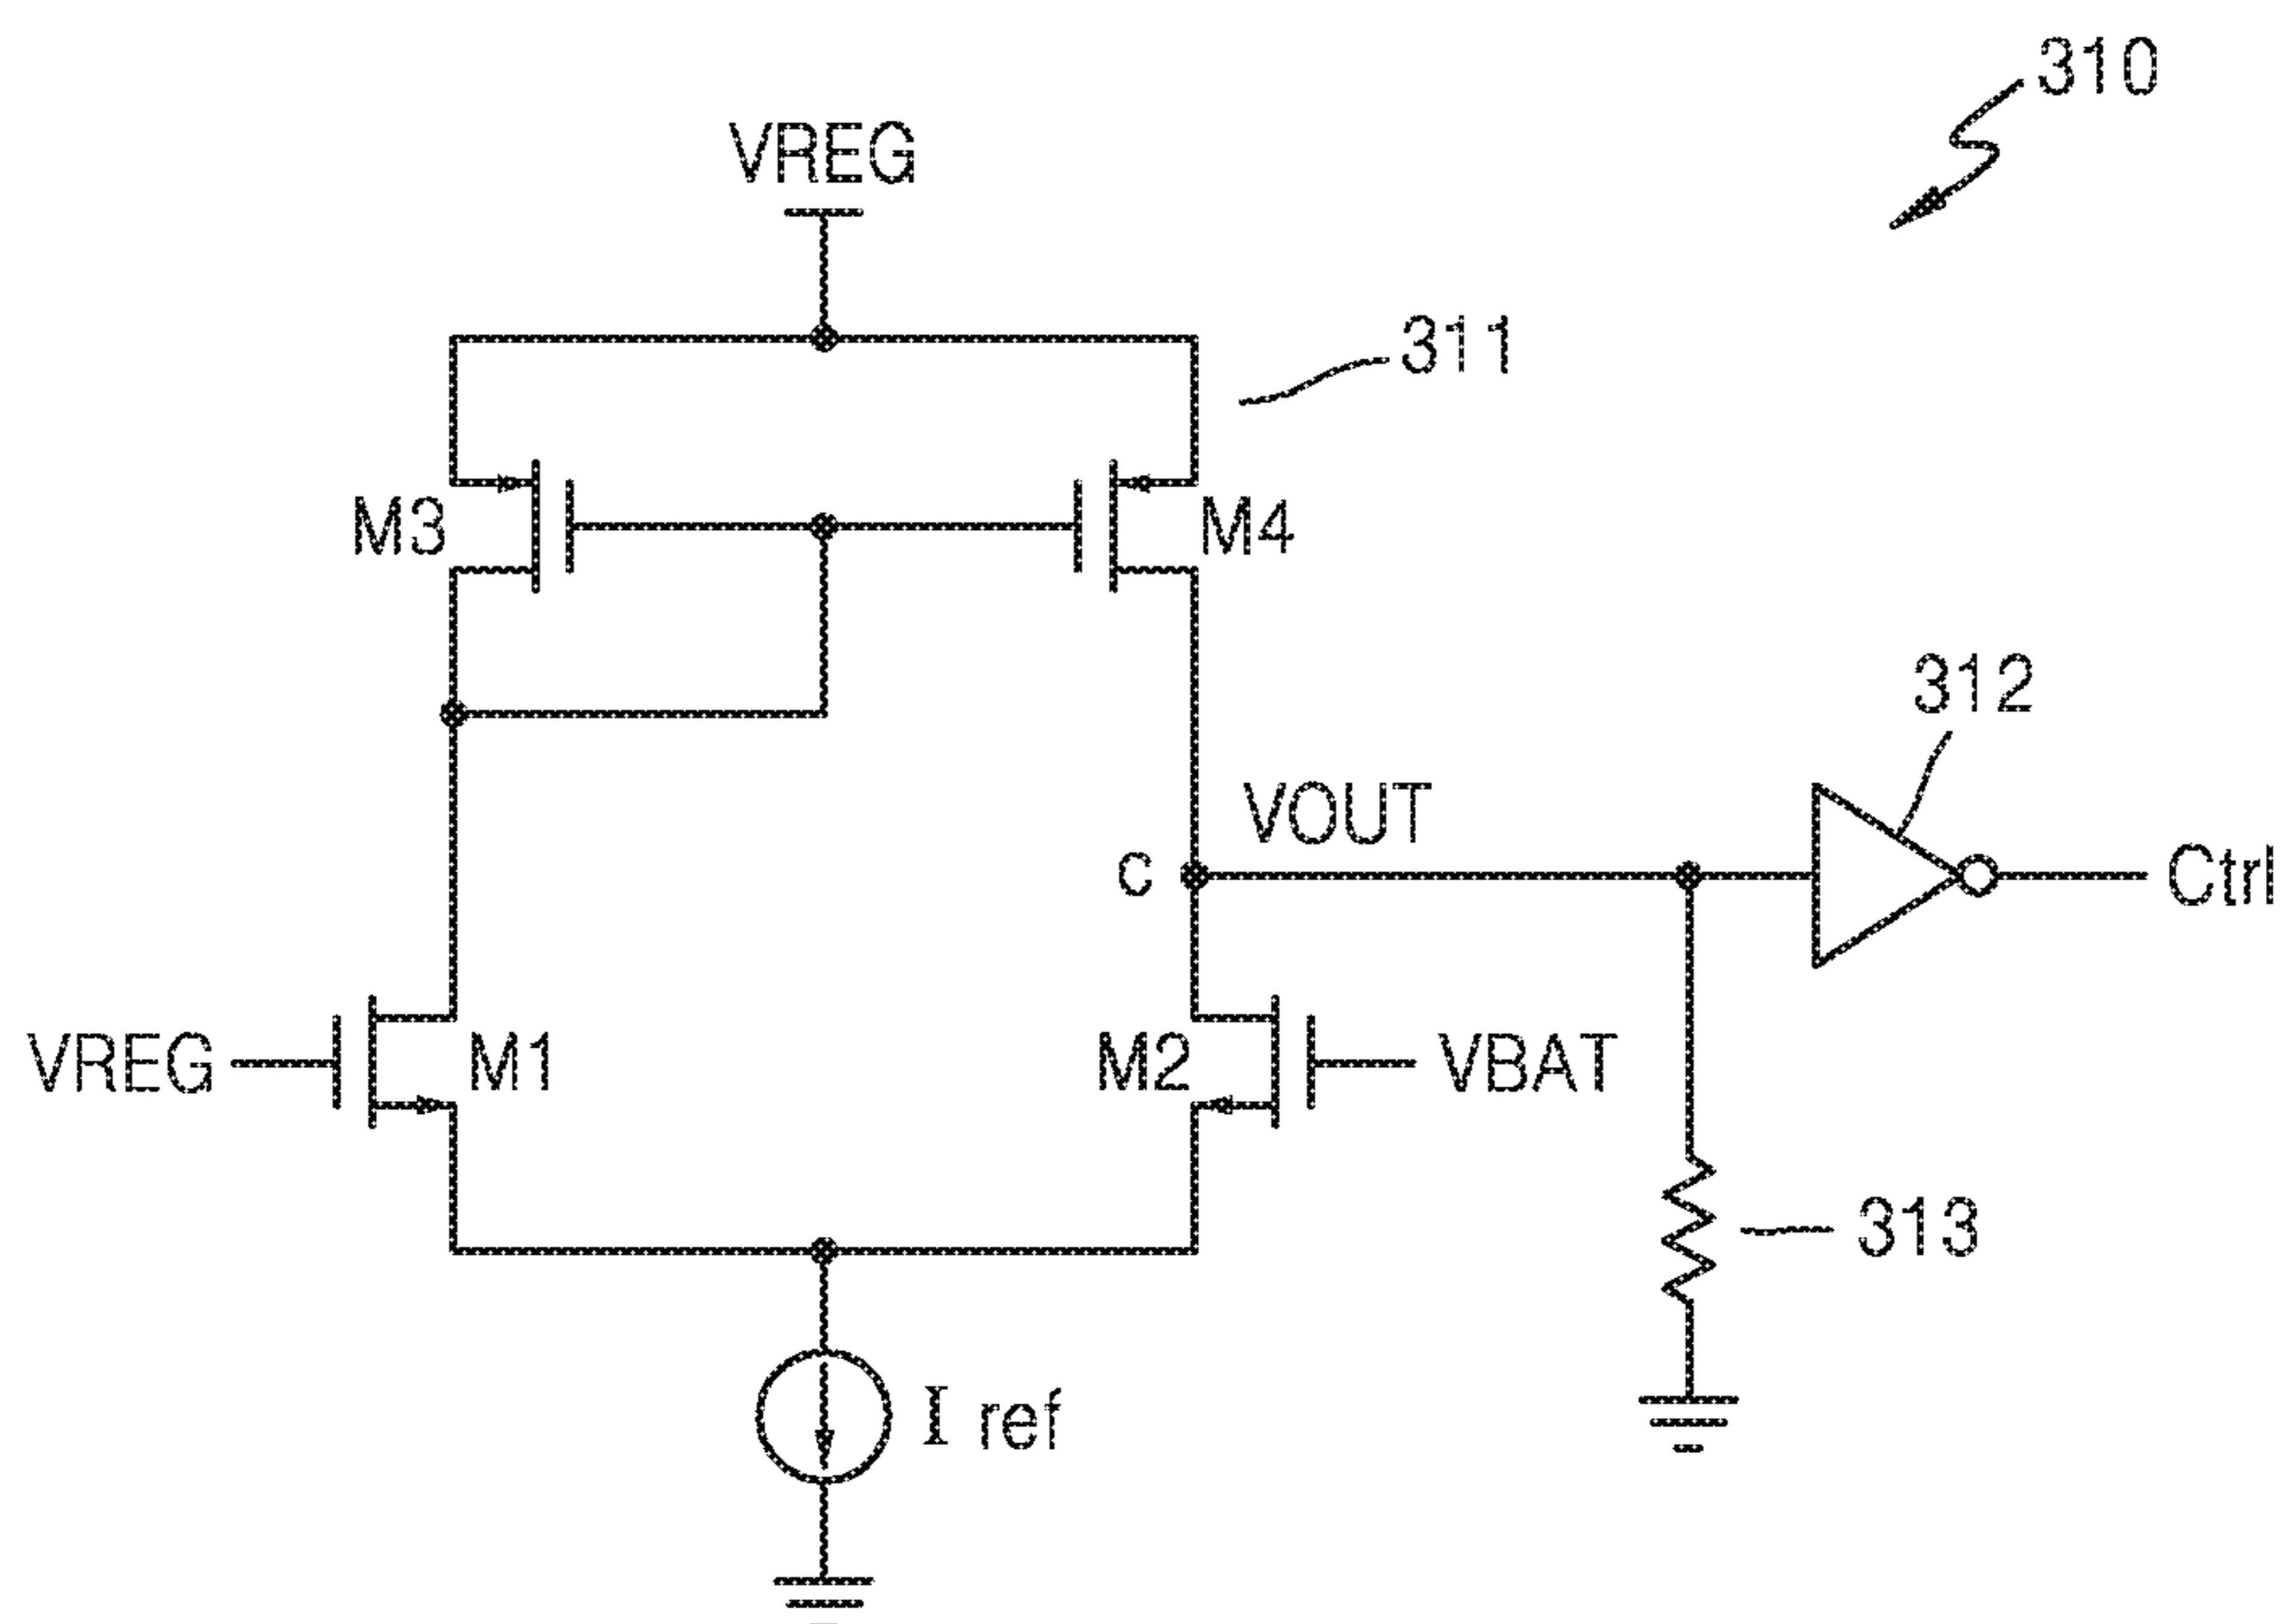 310
VREG
311
M3
M4
312
VOUT
C
Ctrl
VREG
M1
M2
VBAT
313
I ref